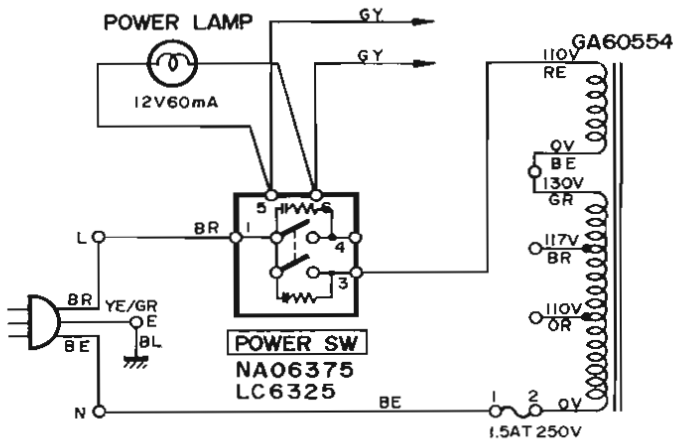 POWER LAMP
GY
GY
12V60mA
GA60554
110V
RE
0V
BE
130V
GR
117V
BR
110V
OR
0V
5
6
BR
1
4
3
L
BR
YE/GR
E
BE
BL
POWER SW
NA06375
LC6325
N
BE
1
2
1.5AT 250V